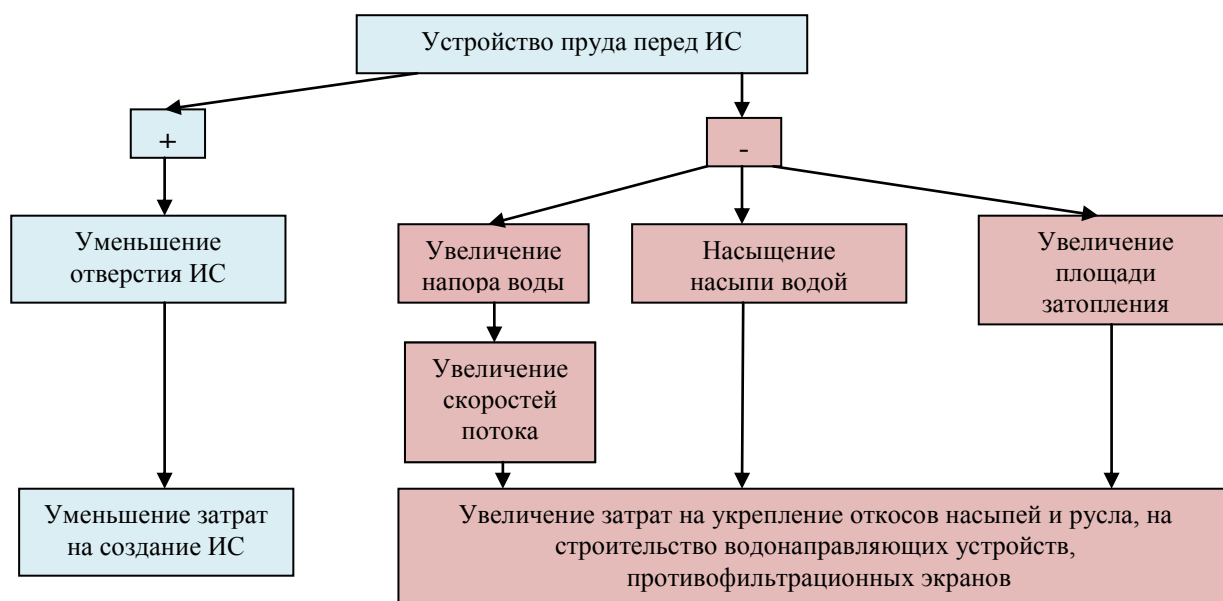 Устройство пруда перед ИС
+
-
Уменьшение
отверстия ИС
Увеличение
напора воды
Насыщение
насыпи водой
Увеличение
площади
затопления
Увеличение
скоростей
потока
Уменьшение затрат
на создание ИС
Увеличение затрат на укрепление откосов насыпей и русла, на
строительство водонаправляющих устройств,
противофильтрационных экранов